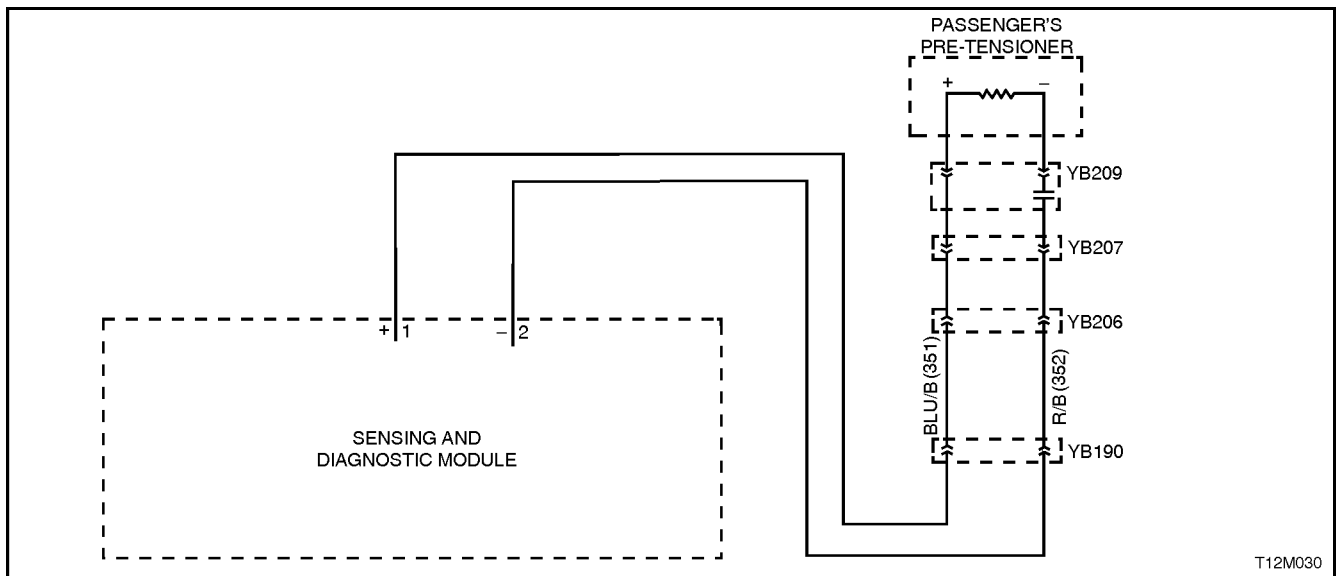 PASSENGER'S
PRE-TENSIONER
+ −
YB209
YB207
YB206
BLU/B (351)
R/B (352)
YB190
+ 1
− 2
SENSING AND
DIAGNOSTIC MODULE
T12M030